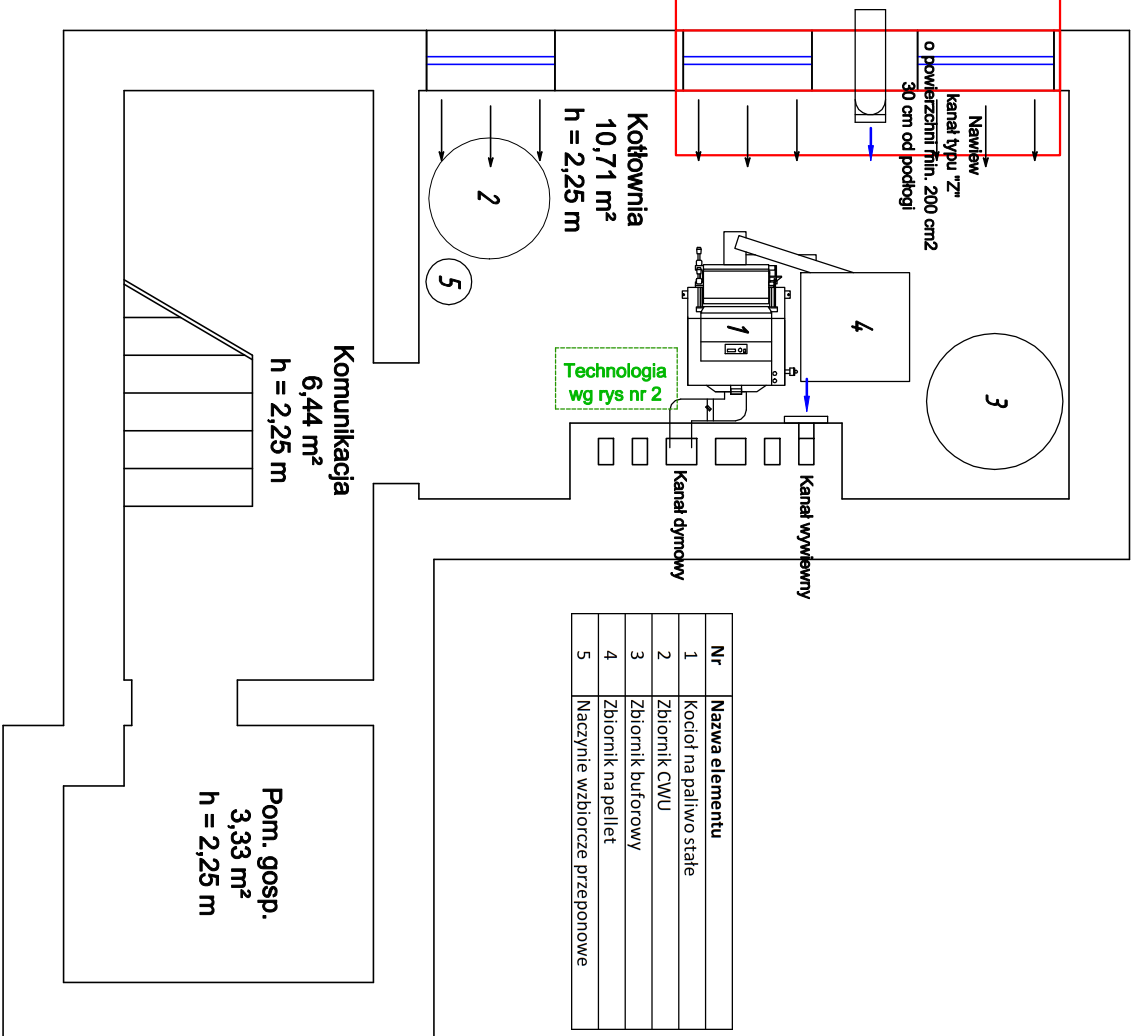 Nawiew
kanał typu "Z"
o powierzchni min. 200 cm2
30 cm od podłogi
Kotłownia
10,71 m²
h = 2,25 m
2
5
1
4
3
Technologia
wg rys nr 2
Kanał dymowy
Kanał wywiewny
Komunikacja
6,44 m²
h = 2,25 m
Pom. gosp.
3,33 m²
h = 2,25 m
Nr Nazwa elementu
1 Kocioł na paliwo stałe
2 Zbiornik CWU
3 Zbiornik buforowy
4 Zbiornik na pellet
5 Naczynie wzbiorcze przeponowe